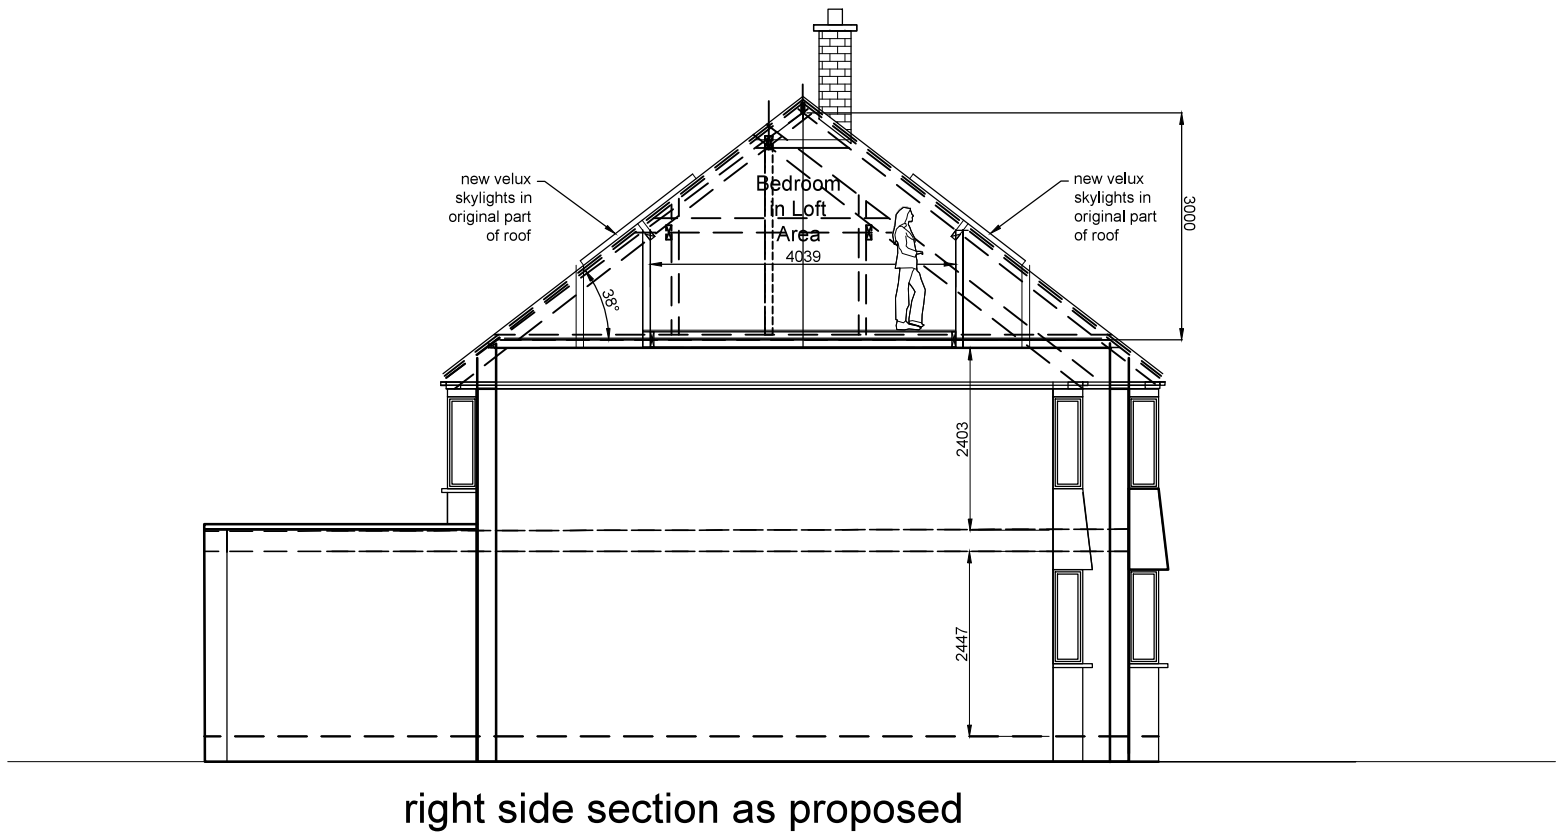 new velux
skylights in
original part
of roof
Bedroom
in Loft
Area
4039
38°
new velux
skylights in
original part
of roof
3000
2403
2447
right side section as proposed